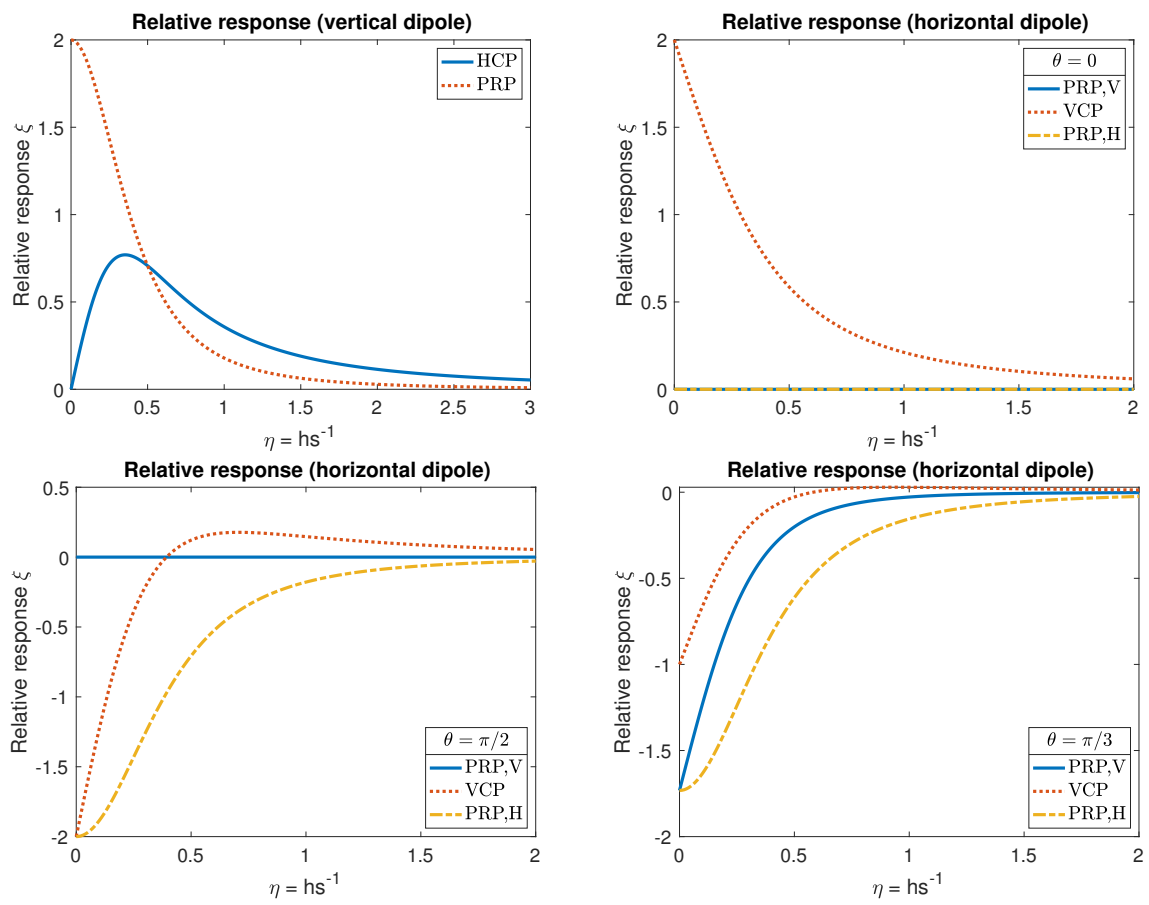 Relative response (vertical dipole)
Relative response ξ
2
1.5
1
0.5
0
0 0.5 1 1.5 2 2.5 3
η = hs⁻¹
HCP
PRP
Relative response (horizontal dipole)
Relative response ξ
2
1.5
1
0.5
0
0 0.5 1 1.5 2
η = hs⁻¹
θ = 0
PRP,V
VCP
PRP,H
Relative response (horizontal dipole)
Relative response ξ
0.5
0
-0.5
-1
-1.5
-2
0 0.5 1 1.5 2
η = hs⁻¹
θ = π/2
PRP,V
VCP
PRP,H
Relative response (horizontal dipole)
Relative response ξ
0
-0.5
-1
-1.5
-2
0 0.5 1 1.5 2
η = hs⁻¹
θ = π/3
PRP,V
VCP
PRP,H